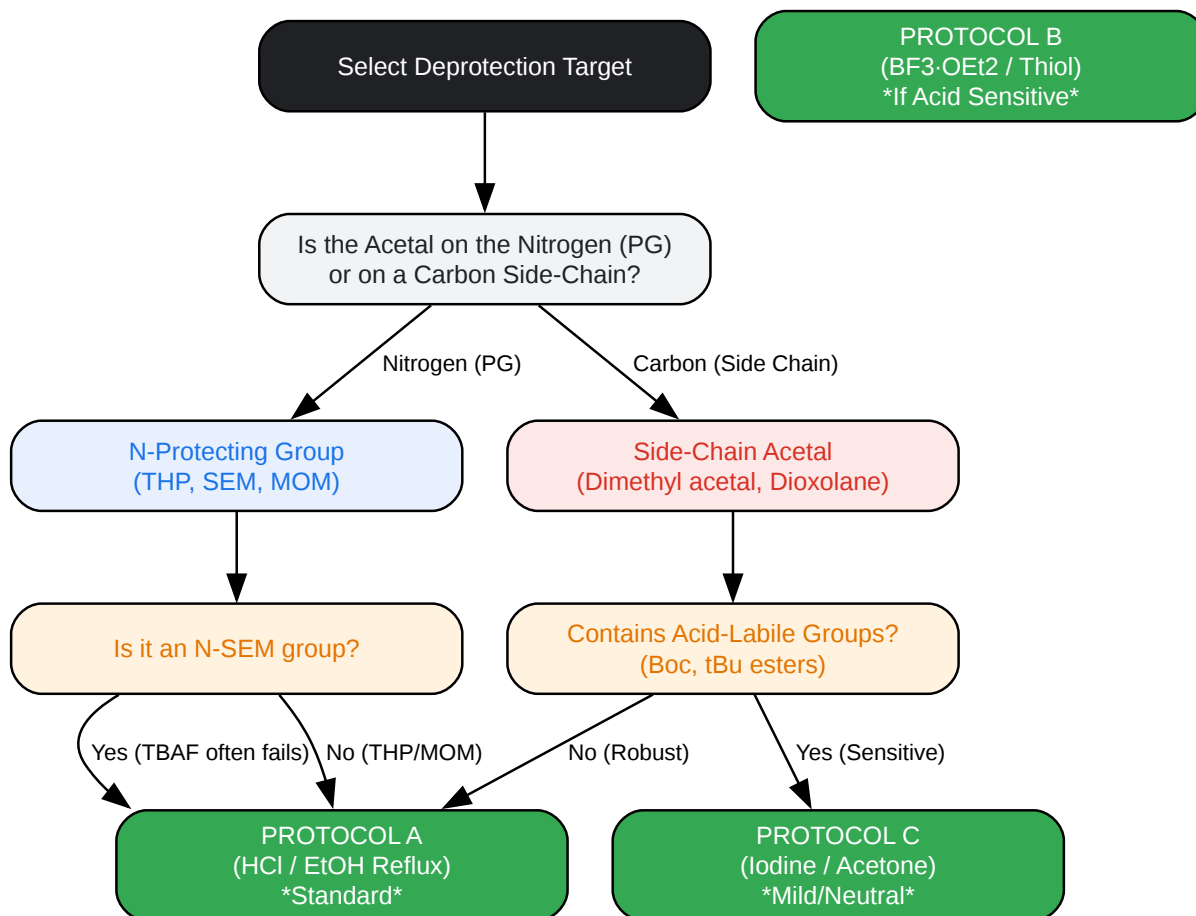 Select Deprotection Target
PROTOCOL B
(BF3·OEt2 / Thiol)
*If Acid Sensitive*
Is the Acetal on the Nitrogen (PG)
or on a Carbon Side-Chain?
Nitrogen (PG)
Carbon (Side Chain)
N-Protecting Group
(THP, SEM, MOM)
Side-Chain Acetal
(Dimethyl acetal, Dioxolane)
Is it an N-SEM group?
Contains Acid-Labile Groups?
(Boc, tBu esters)
Yes (TBAF often fails)
No (THP/MOM)
No (Robust)
Yes (Sensitive)
PROTOCOL A
(HCl / EtOH Reflux)
*Standard*
PROTOCOL C
(Iodine / Acetone)
*Mild/Neutral*